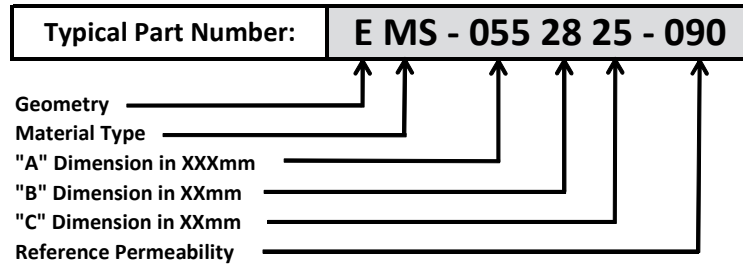 Typical Part Number: E MS - 055 28 25 - 090
Geometry
Material Type
"A" Dimension in XXXmm
"B" Dimension in XXmm
"C" Dimension in XXmm
Reference Permeability